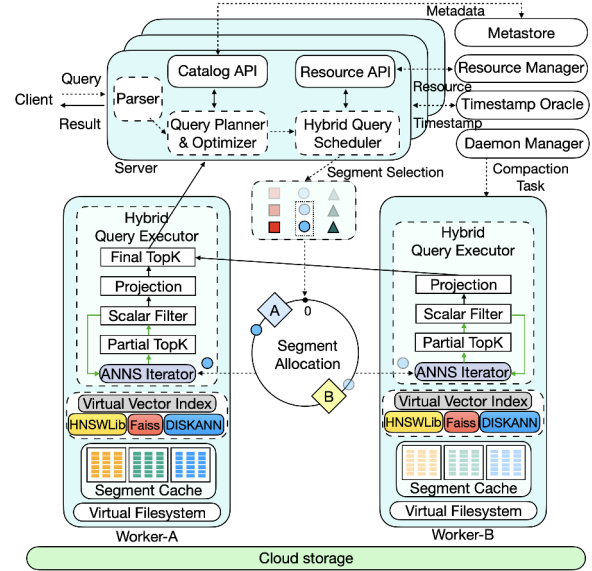 Metadata
Metastore
Catalog API
Resource API
Resource Manager
Query
Client
Parser
Resource
Timestamp Oracle
Result
Query Planner
& Optimizer
Hybrid Query
Scheduler
Timestamp
Daemon Manager
Server
Segment Selection
Compaction
Task
Hybrid
Query Executor
Final TopK
Projection
Scalar Filter
Partial TopK
ANNS Iterator
Virtual Vector Index
HNSWLib
Faiss
DISKANN
Segment Cache
Virtual Filesystem
Worker-A
A
0
Segment
Allocation
B
Hybrid
Query Executor
Projection
Scalar Filter
Partial TopK
ANNS Iterator
Virtual Vector Index
HNSWLib
Faiss
DISKANN
Segment Cache
Virtual Filesystem
Worker-B
Cloud storage